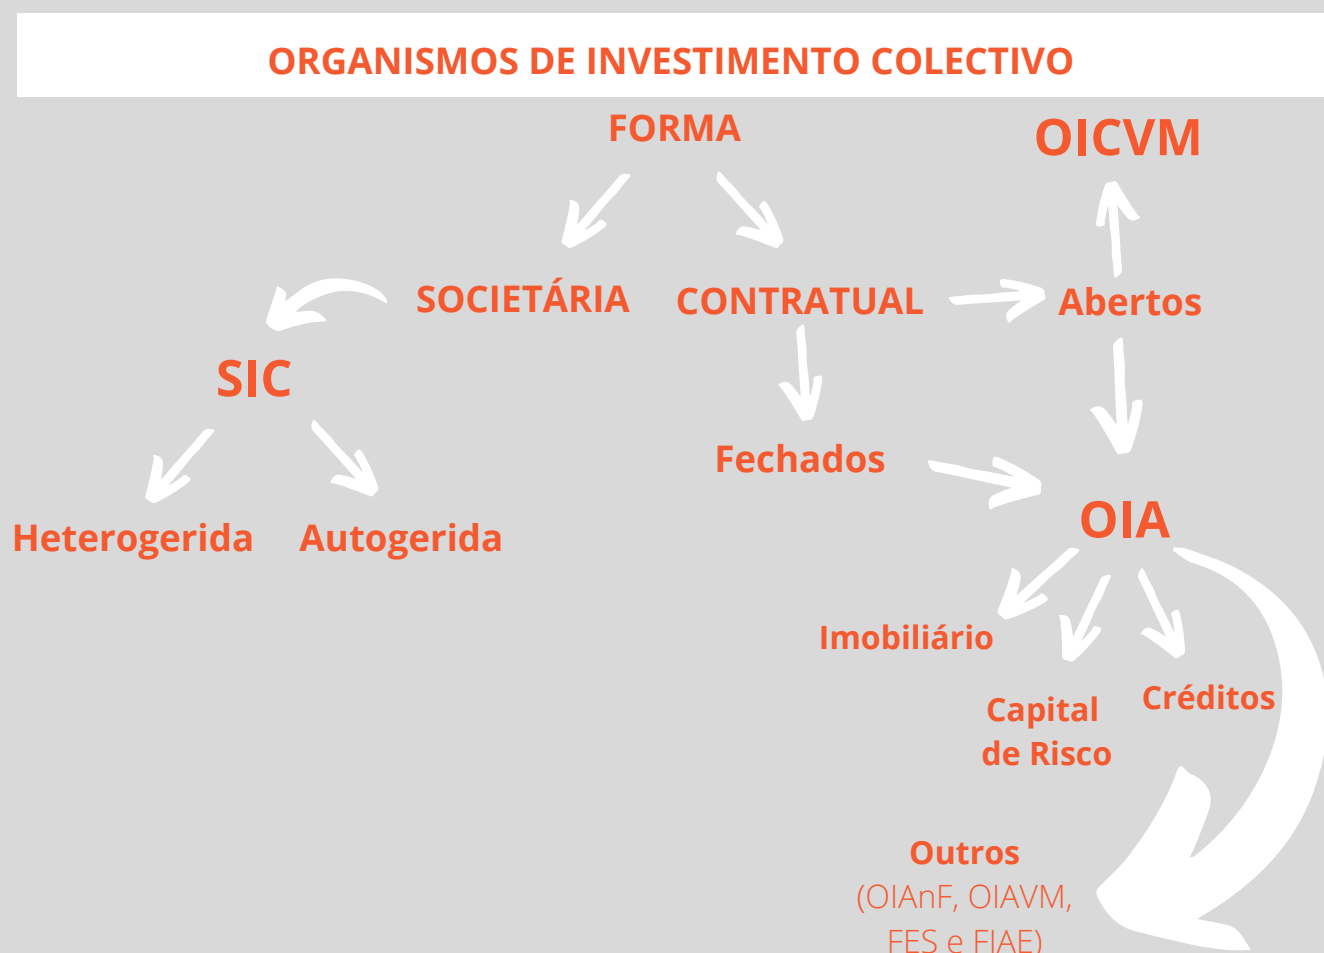 ORGANISMOS DE INVESTIMENTO COLECTIVO
FORMA
OICVM
SOCIETÁRIA
CONTRATUAL
Abertos
SIC
Fechados
Heterogerida
Autogerida
OIA
Imobiliário
Capital
de Risco
Créditos
Outros
(OIAnF, OIAVM,
FES e FIAE)